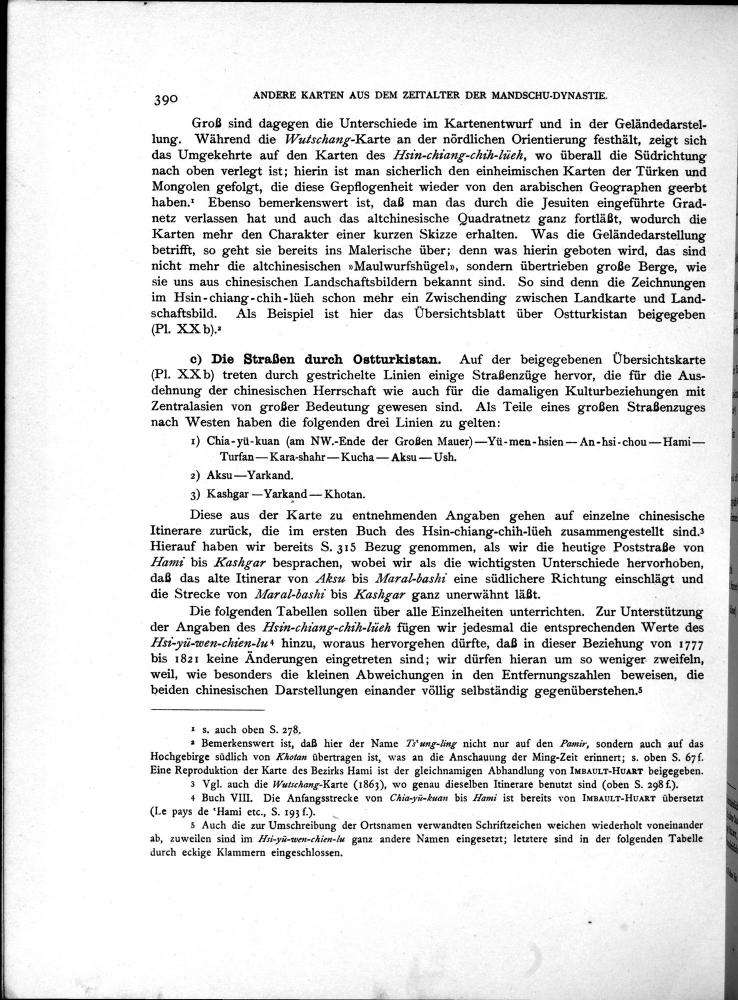 390
ANDERE KARTEN AUS DEM ZEITALTER DER MANDSCHU-DYNASTIE.
Groß sind dagegen die Unterschiede im Kartenentwurf und in der Geländedarstel-
lung. Während die Wutschang-Karte an der nördlichen Orientierung festhält, zeigt sich
das Umgekehrte auf den Karten des Hsin-chiang-chih-lüeh, wo überall die Südrichtung
nach oben verlegt ist; hierin ist man sicherlich den einheimischen Karten der Türken und
Mongolen gefolgt, die diese Gepflogenheit wieder von den arabischen Geographen geerbt
haben.¹ Ebenso bemerkenswert ist, daß man das durch die Jesuiten eingeführte Grad-
netz verlassen hat und auch das altchinesische Quadratnetz ganz fortläßt, wodurch die
Karten mehr den Charakter einer kurzen Skizze erhalten. Was die Geländedarstellung
betrifft, so geht sie bereits ins Malerische über; denn was hierin geboten wird, das sind
nicht mehr die altchinesischen »Maulwurfshügel», sondern übertrieben große Berge, wie
sie uns aus chinesischen Landschaftsbildern bekannt sind. So sind denn die Zeichnungen
im Hsin-chiang-chih-lüeh schon mehr ein Zwischending zwischen Landkarte und Land-
schaftsbild. Als Beispiel ist hier das Übersichtsblatt über Ostturkistan beigegeben
(Pl. XX b).²
c) Die Straßen durch Ostturkistan. Auf der beigegebenen Übersichtskarte
(Pl. XX b) treten durch gestrichelte Linien einige Straßenzüge hervor, die für die Aus-
dehnung der chinesischen Herrschaft wie auch für die damaligen Kulturbeziehungen mit
Zentralasien von großer Bedeutung gewesen sind. Als Teile eines großen Straßenzuges
nach Westen haben die folgenden drei Linien zu gelten:
1) Chia-yü-kuan (am NW.-Ende der Großen Mauer)—Yü-men-hsien—An-hsi-chou—Hami—
Turfan—Kara-shahr—Kucha—Aksu—Ush.
2) Aksu—Yarkand.
3) Kashgar—Yarkand—Khotan.
Diese aus der Karte zu entnehmenden Angaben gehen auf einzelne chinesische
Itinerare zurück, die im ersten Buch des Hsin-chiang-chih-lüeh zusammengestellt sind.³
Hierauf haben wir bereits S. 315 Bezug genommen, als wir die heutige Poststraße von
Hami bis Kashgar besprachen, wobei wir als die wichtigsten Unterschiede hervorhoben,
daß das alte Itinerar von Aksu bis Maral-bashi eine südlichere Richtung einschlägt und
die Strecke von Maral-bashi bis Kashgar ganz unerwähnt läßt.
Die folgenden Tabellen sollen über alle Einzelheiten unterrichten. Zur Unterstützung
der Angaben des Hsin-chiang-chih-lüeh fügen wir jedesmal die entsprechenden Werte des
Hsi-yü-wen-chien-lu⁴ hinzu, woraus hervorgehen dürfte, daß in dieser Beziehung von 1777
bis 1821 keine Änderungen eingetreten sind; wir dürfen hieran um so weniger zweifeln,
weil, wie besonders die kleinen Abweichungen in den Entfernungszahlen beweisen, die
beiden chinesischen Darstellungen einander völlig selbständig gegenüberstehen.⁵
¹ s. auch oben S. 278.
² Bemerkenswert ist, daß hier der Name Ts'ung-ling nicht nur auf den Pamir, sondern auch auf das
Hochgebirge südlich von Khotan übertragen ist, was an die Anschauung der Ming-Zeit erinnert; s. oben S. 67 f.
Eine Reproduktion der Karte des Bezirks Hami ist der gleichnamigen Abhandlung von IMBAULT-HUART beigegeben.
3 Vgl. auch die Wutschang-Karte (1863), wo genau dieselben Itinerare benutzt sind (oben S. 298 f.).
4 Buch VIII. Die Anfangsstrecke von Chia-yü-kuan bis Hami ist bereits von IMBAULT-HUART übersetzt
(Le pays de 'Hami etc., S. 193 f.).
5 Auch die zur Umschreibung der Ortsnamen verwandten Schriftzeichen weichen wiederholt voneinander
ab, zuweilen sind im Hsi-yü-wen-chien-lu ganz andere Namen eingesetzt; letztere sind in der folgenden Tabelle
durch eckige Klammern eingeschlossen.